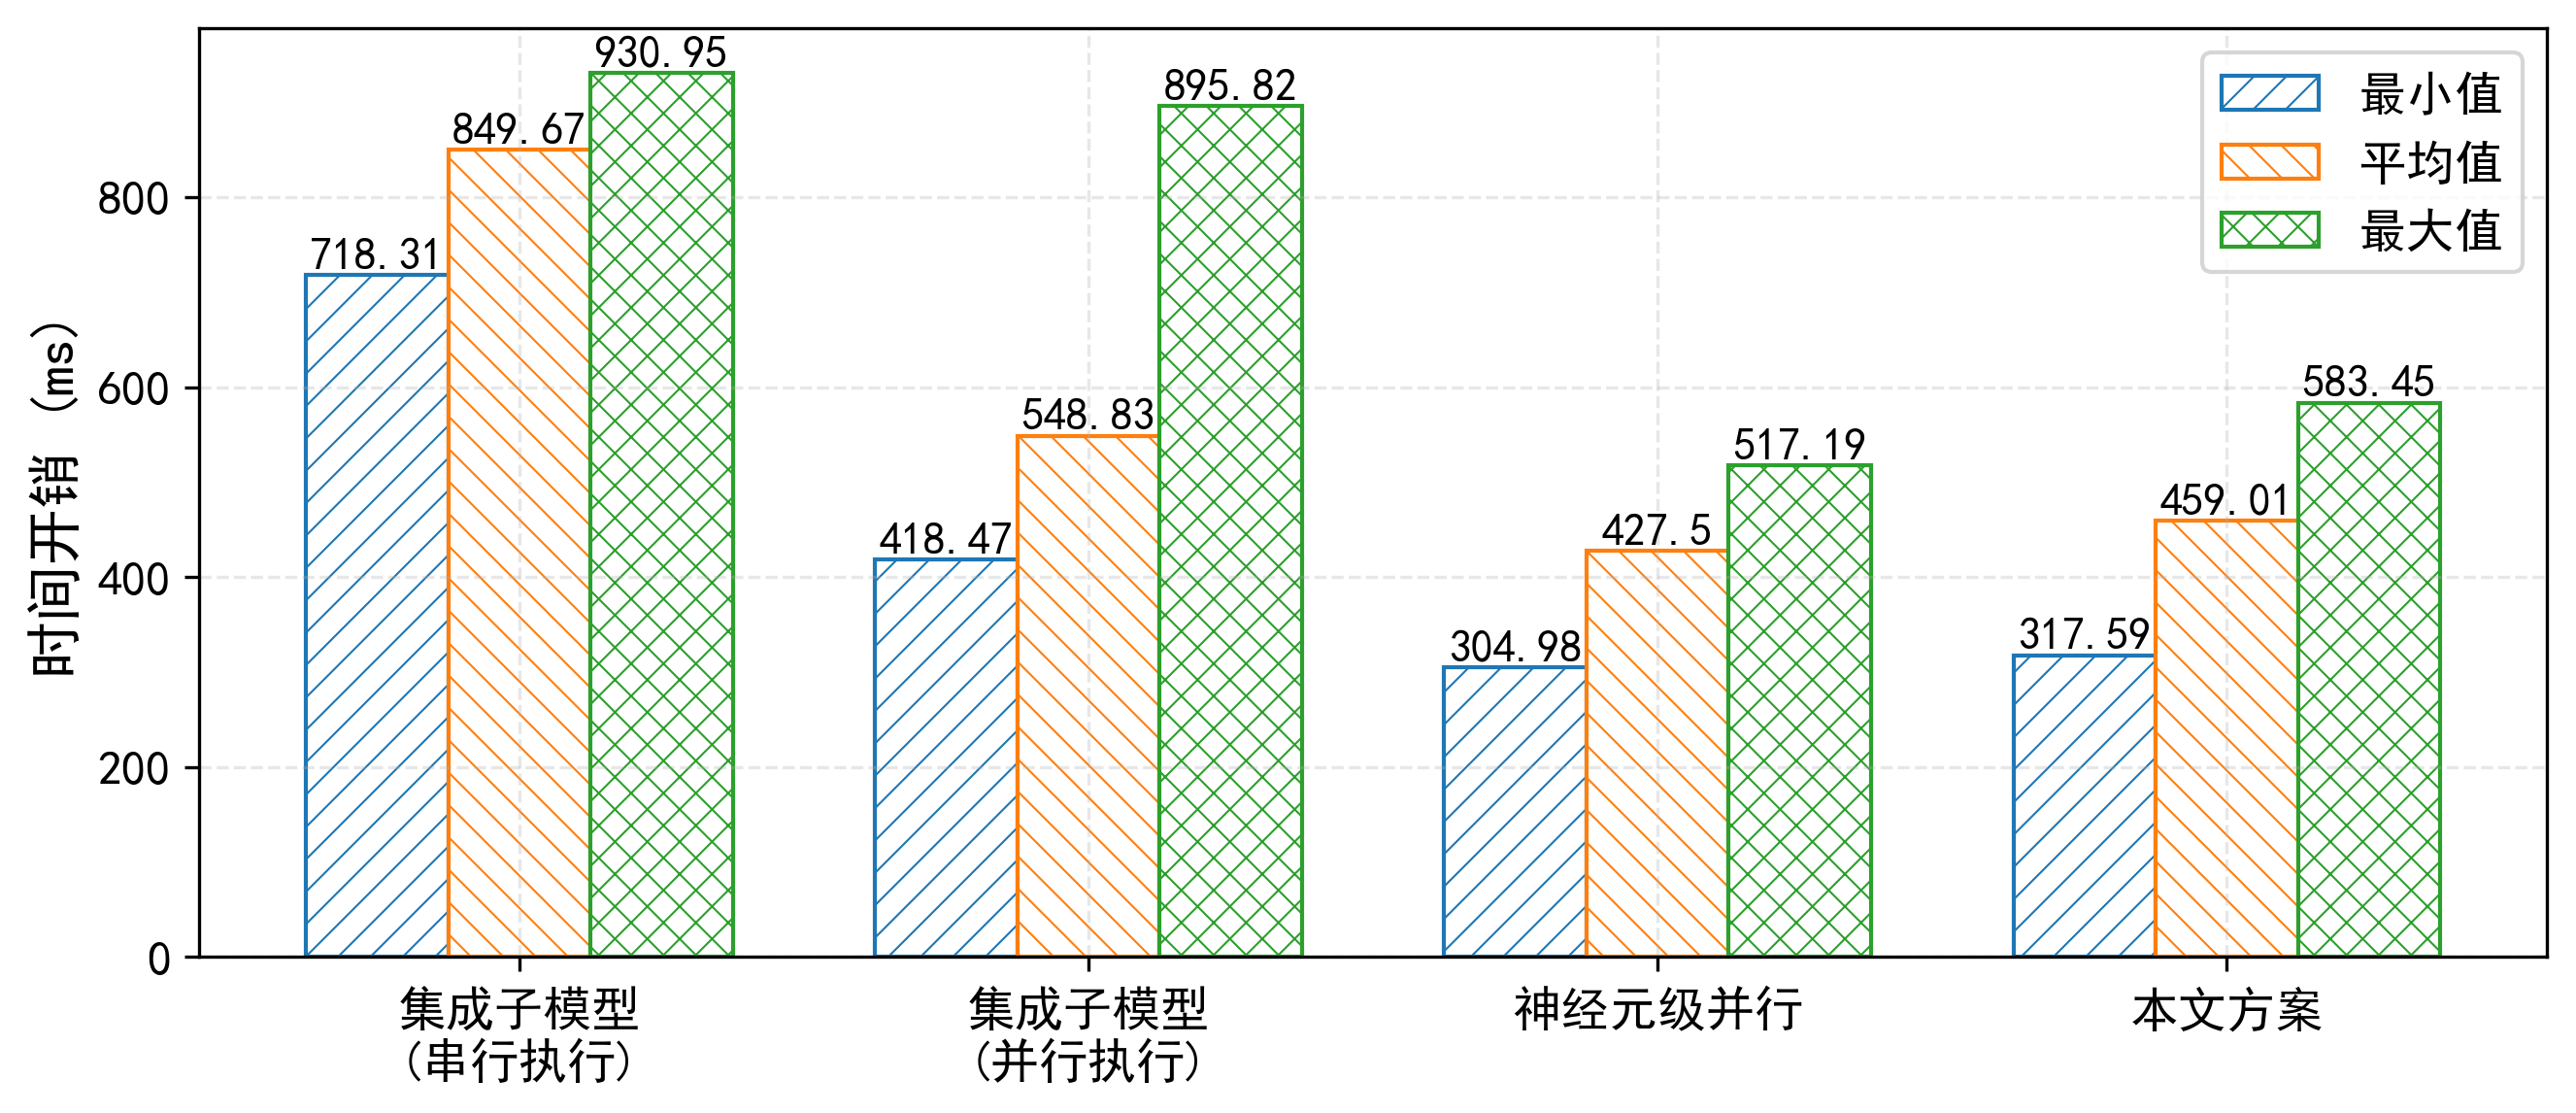 时间开销 (ms)
800
600
400
200
0
718.31
849.67
930.95
418.47
548.83
895.82
304.98
427.5
517.19
317.59
459.01
583.45
最小值
平均值
最大值
集成子模型
(串行执行)
集成子模型
(并行执行)
神经元级并行
本文方案